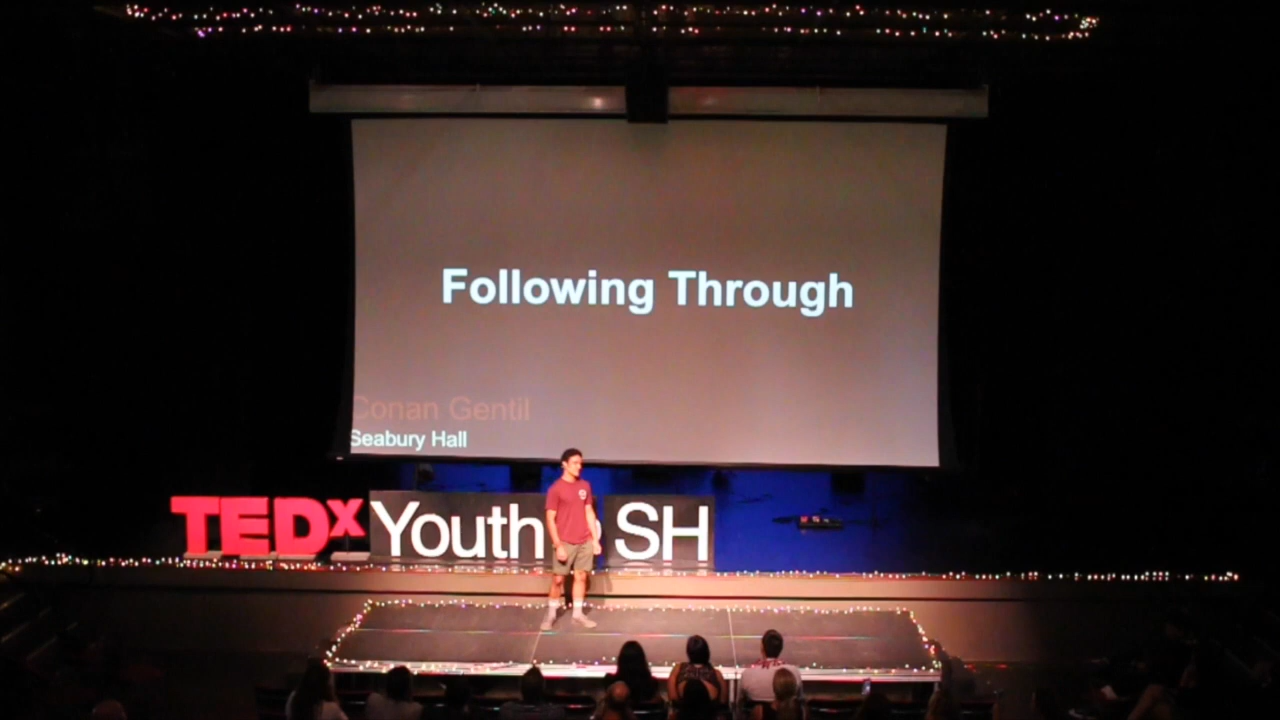 Following Through
Conan Gentil
Seabury Hall
TEDx Youth SH